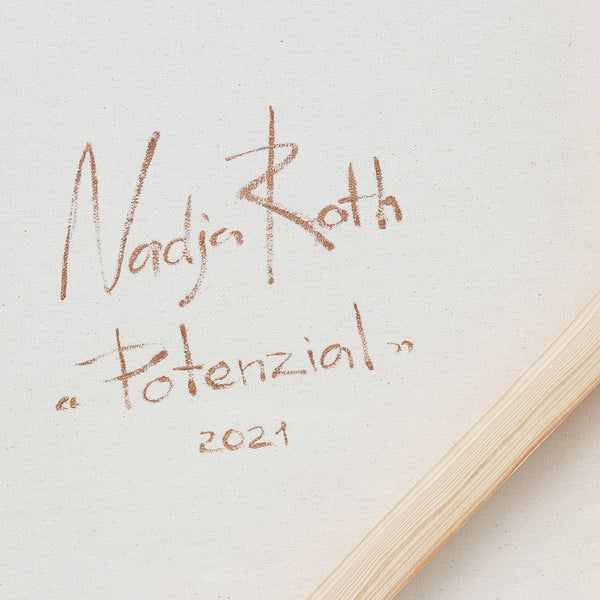 Nadja Roth
„Potenzial”
2021